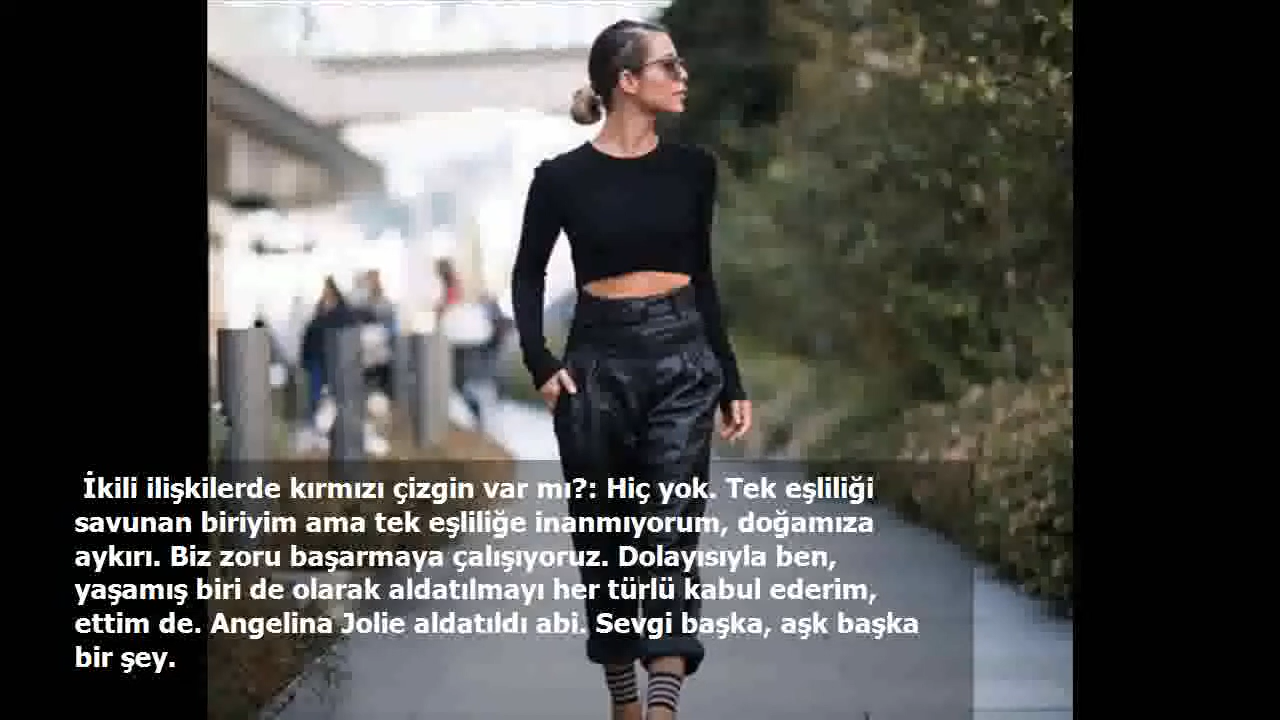 İkili ilişkilerde kırmızı çizgin var mı?: Hiç yok. Tek eşliliği
savunan biriyim ama tek eşliliğe inanmıyorum, doğamıza
aykırı. Biz zoru başarmaya çalışıyoruz. Dolayısıyla ben,
yaşamış biri de olarak aldatılmayı her türlü kabul ederim,
ettim de. Angelina Jolie aldatıldı abi. Sevgi başka, aşk başka
bir şey.